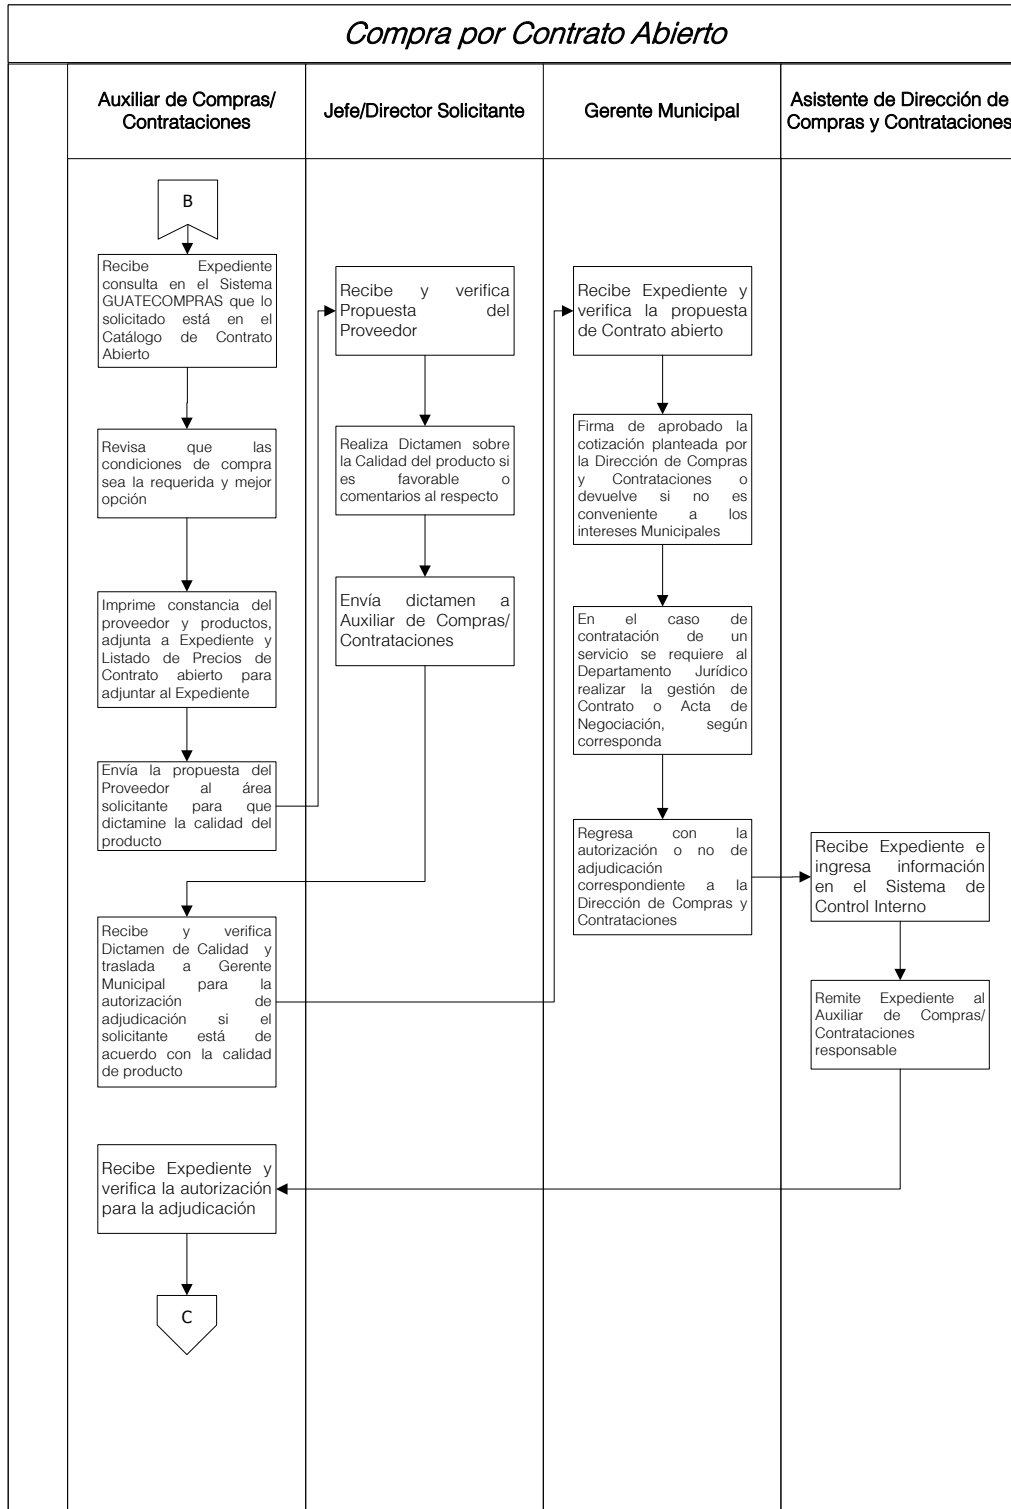 Compra por Contrato Abierto
Auxiliar de Compras/
Contrataciones
Jefe/Director Solicitante
Gerente Municipal
Asistente de Dirección de
Compras y Contrataciones
B
Recibe Expediente
consulta en el Sistema
GUATECOMPRAS que lo
solicitado está en el
Catálogo de Contrato
Abierto
Revisa que las
condiciones de compra
sea la requerida y mejor
opción
Imprime constancia del
proveedor y productos,
adjunta a Expediente y
Listado de Precios de
Contrato abierto para
adjuntar al Expediente
Envía la propuesta del
Proveedor al área
solicitante para que
dictamine la calidad del
producto
Recibe y verifica
Propuesta del
Proveedor
Realiza Dictamen sobre
la Calidad del producto si
es favorable o
comentarios al respecto
Envía dictamen a
Auxiliar de Compras/
Contrataciones
Recibe y verifica
Dictamen de Calidad y
traslada a Gerente
Municipal para la
autorización de
adjudicación si el
solicitante está de
acuerdo con la calidad
de producto
Recibe Expediente y
verifica la propuesta
de Contrato abierto
Firma de aprobado la
cotización planteada por
la Dirección de Compras
y Contrataciones o
devuelve si no es
conveniente a los
intereses Municipales
En el caso de
contratación de un
servicio se requiere al
Departamento Jurídico
realizar la gestión de
Contrato o Acta de
Negociación, según
corresponda
Regresa con la
autorización o no de
adjudicación
correspondiente a la
Dirección de Compras y
Contrataciones
Recibe Expediente e
ingresa información
en el Sistema de
Control Interno
Remite Expediente al
Auxiliar de Compras/
Contrataciones
responsable
Recibe Expediente y
verifica la autorización
para la adjudicación
C